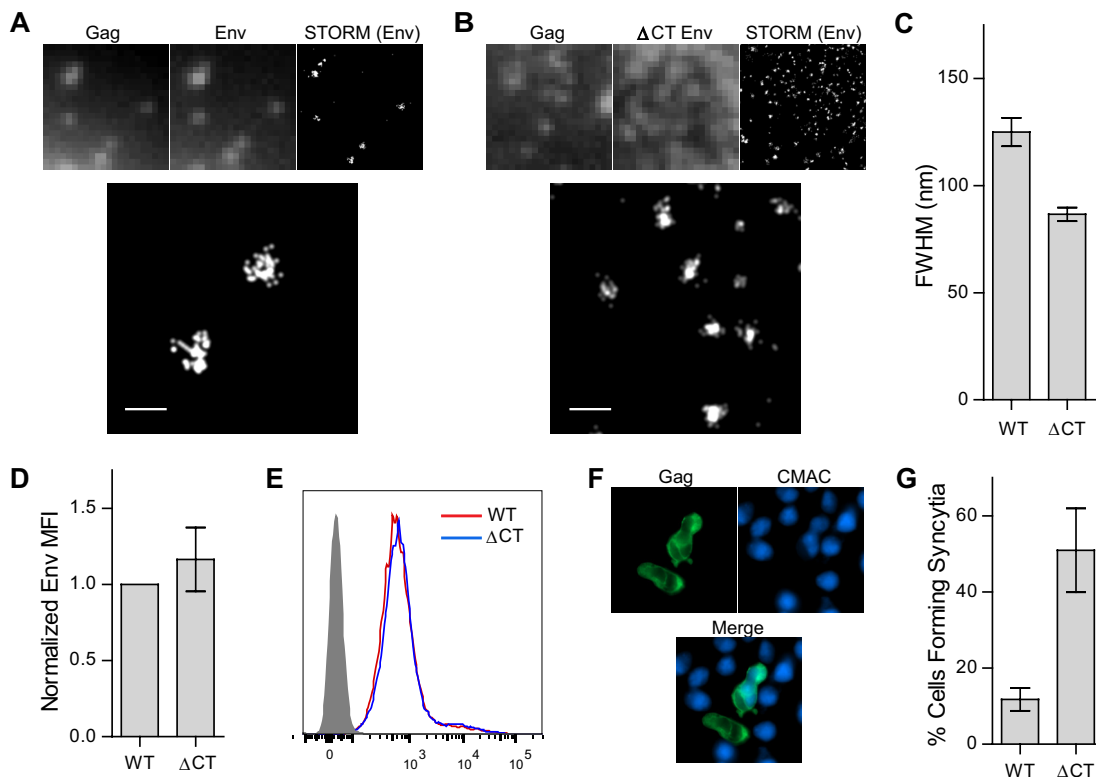 A
Gag Env STORM (Env)
B
Gag ΔCT Env STORM (Env)
C
FWHM (nm)
150
100
50
0
WT ΔCT
D
Normalized Env MFI
1.5
1.0
0.5
0.0
WT ΔCT
E
WT
ΔCT
0 10³ 10⁴ 10⁵
F
Gag CMAC
Merge
G
% Cells Forming Syncytia
60
40
20
0
WT ΔCT